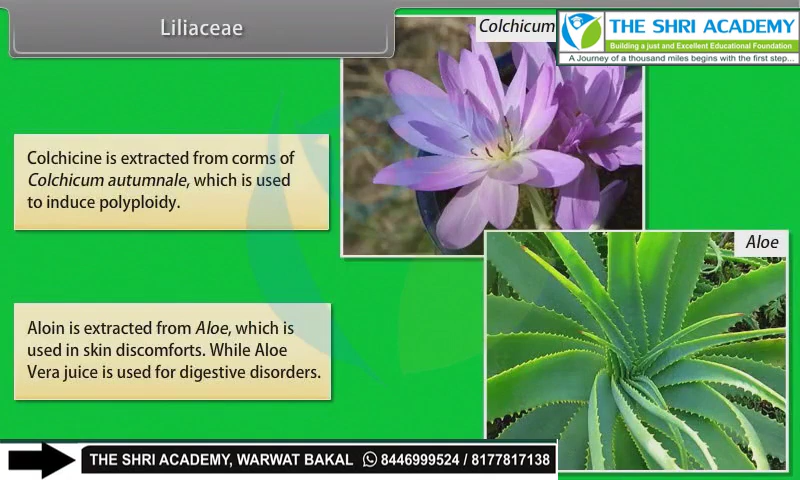 Liliaceae
Colchicum
THE SHRI ACADEMY
Building a just and Excellent Educational Foundation
A Journey of a thousand miles begins with the first step...
Colchicine is extracted from corms of
Colchicum autumnale, which is used
to induce polyploidy.
Aloe
Aloin is extracted from Aloe, which is
used in skin discomforts. While Aloe
Vera juice is used for digestive disorders.
THE SHRI ACADEMY, WARWAT BAKAL 8446999524 / 8177817138